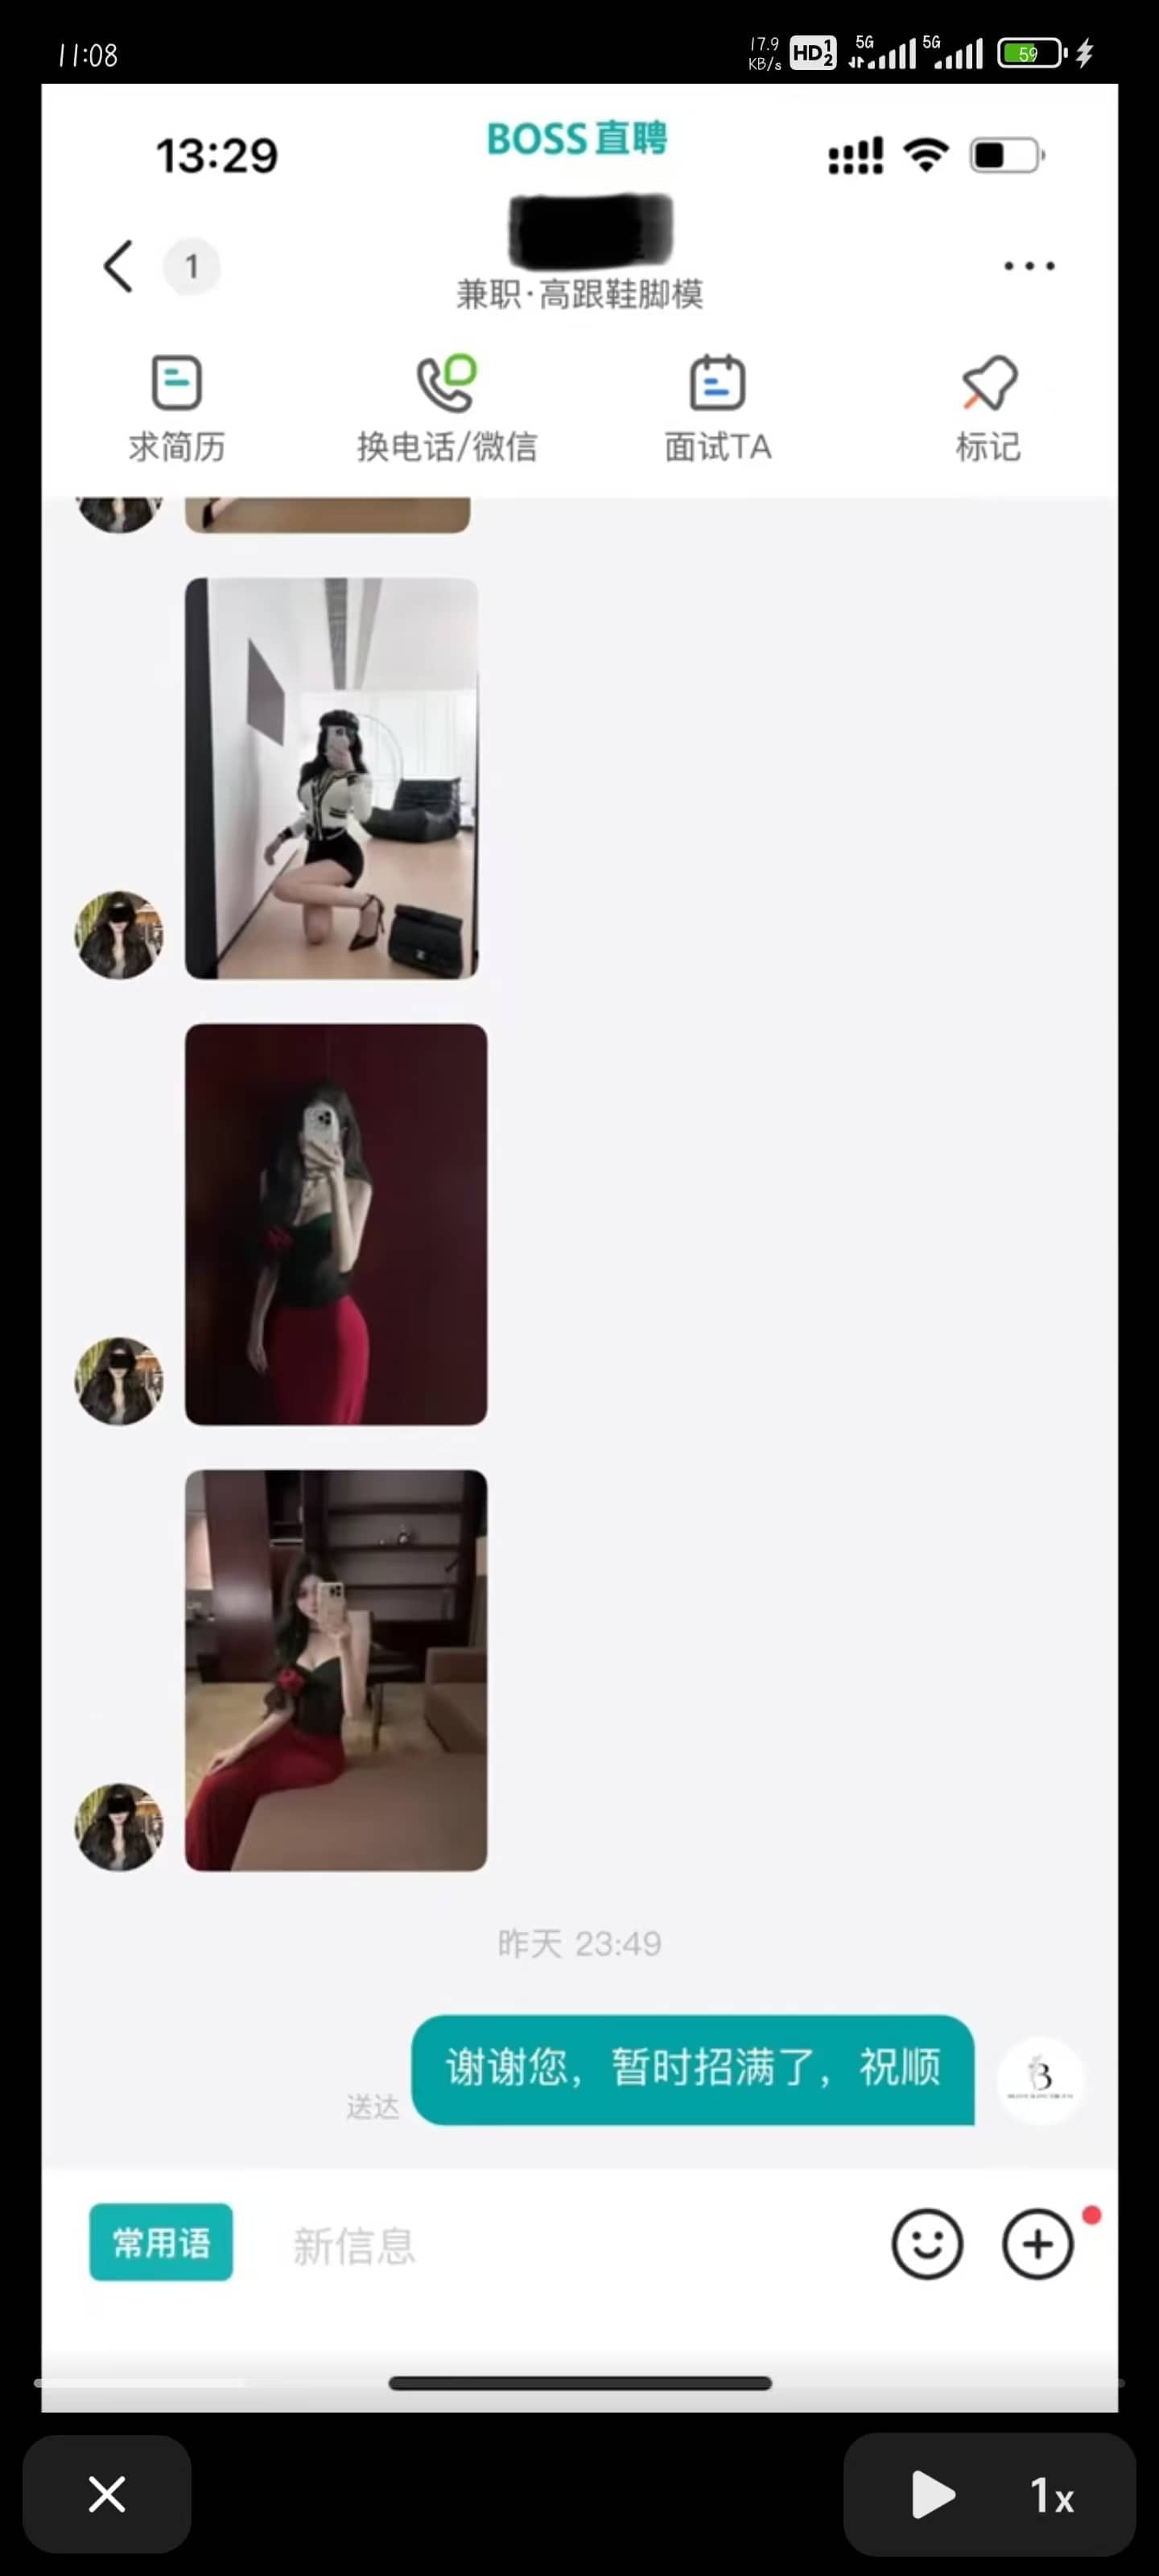 11:08
17.9
KB/s
HD 1 2
5G
5G
59
13:29
BOSS直聘
1
兼职·高跟鞋脚模
求简历
换电话/微信
面试TA
标记
昨天 23:49
谢谢您，暂时招满了，祝顺
送达
B
常用语
新信息
1x